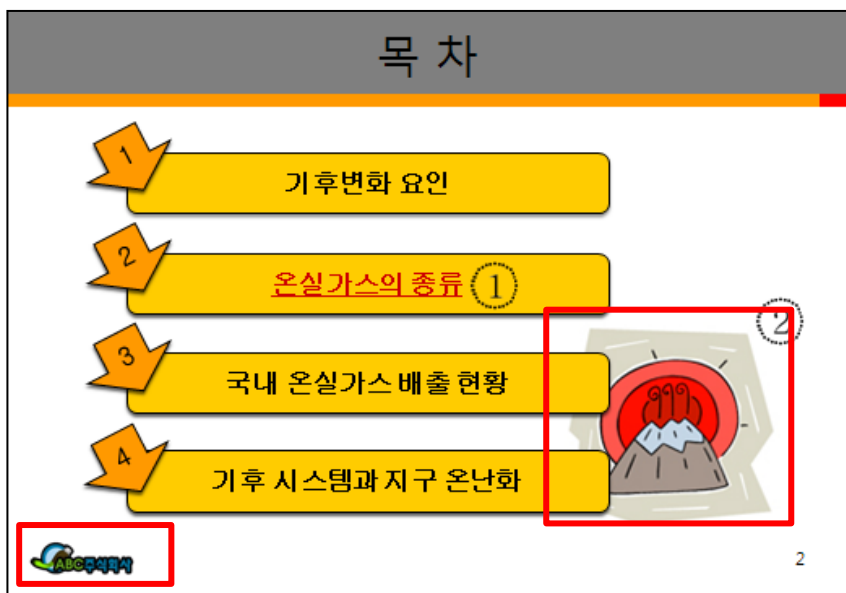 목 차
1
기후변화 요인
2
온실가스의 종류 ①
②
3
국내 온실가스 배출 현황
4
기후 시스템과 지구 온난화
ABC주식회사
2